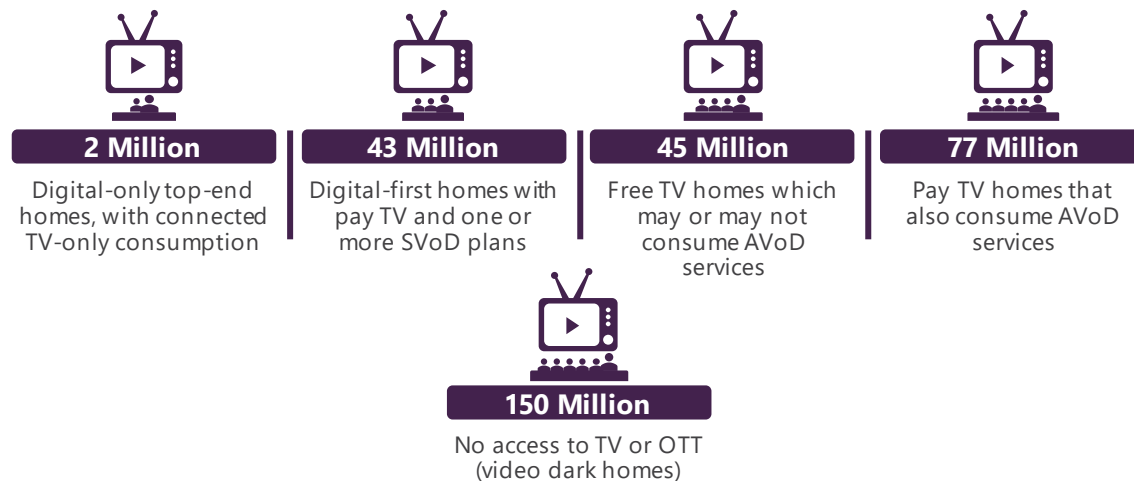 2 Million
Digital-only top-end
homes, with connected
TV-only consumption
43 Million
Digital-first homes with
pay TV and one or
more SVoD plans
45 Million
Free TV homes which
may or may not
consume AVoD
services
77 Million
Pay TV homes that
also consume AVoD
services
150 Million
No access to TV or OTT
(video dark homes)